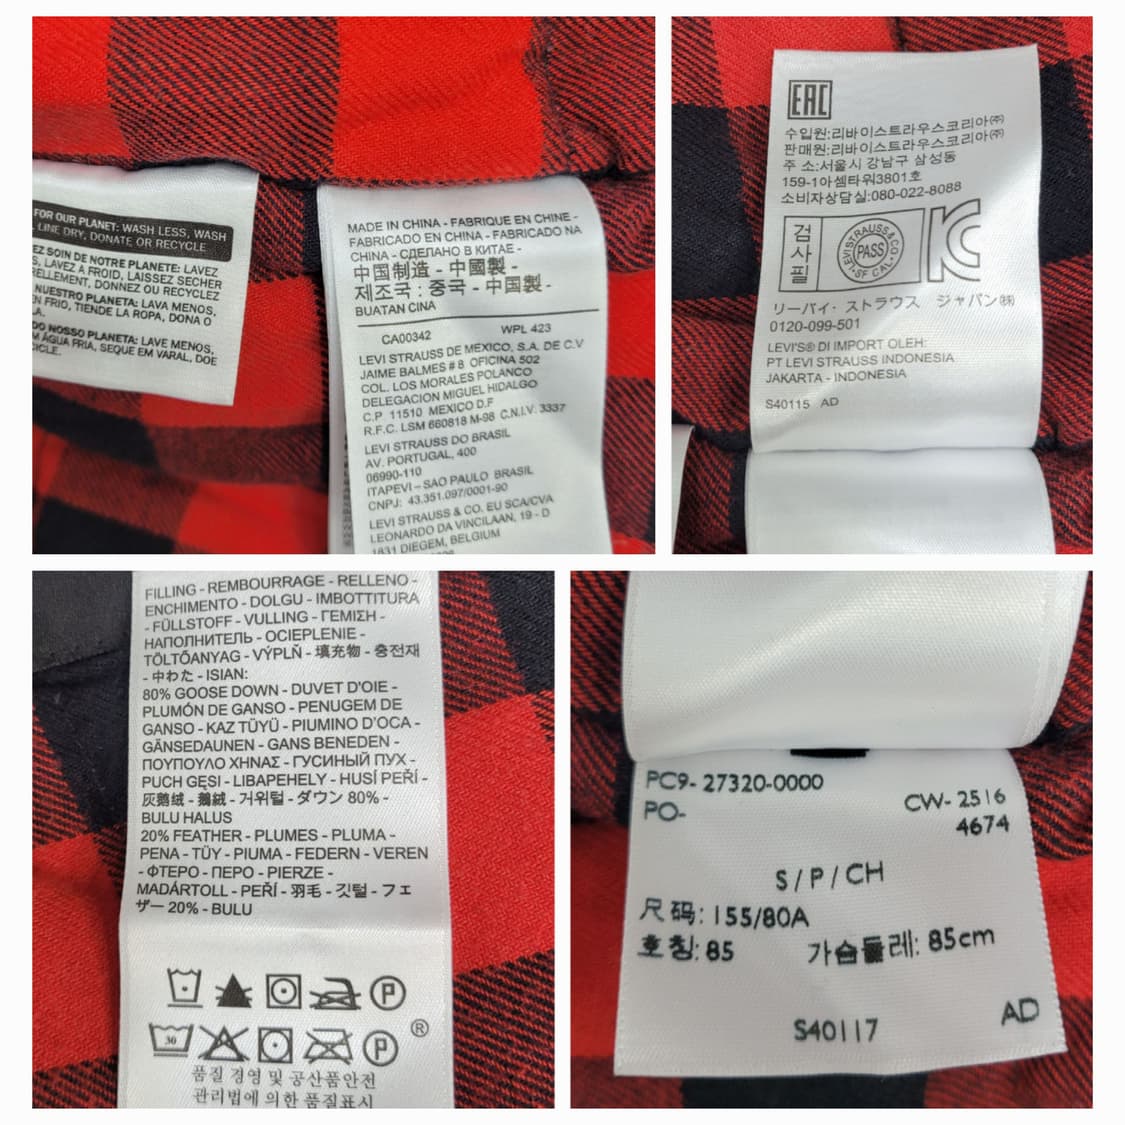 FOR OUR PLANET: WASH LESS, WASH
LINE DRY, DONATE OR RECYCLE
EZ SOIN DE NOTRE PLANETE: LAVEZ
S, LAVEZ A FROID, LAISSEZ SECHER
RELLEMENT, DONNEZ OU RECYCLEZ
NUESTRO PLANETA: LAVA MENOS,
EN FRIO, TIENDE LA ROPA, DONA O
LA.
DO NOSSO PLANETA: LAVE MENOS,
M ÁGUA FRIA, SEQUE EM VARAL, DOE
CICLE.
MADE IN CHINA - FABRIQUE EN CHINE -
FABRICADO EN CHINA - FABRICADO NA
CHINA - СДЕЛАНО В КИТАЕ -
中国制造 - 中國製 -
제조국 : 중국 - 中国製 -
BUATAN CINA
CA00342 WPL 423
LEVI STRAUSS DE MEXICO, S.A. DE C.V
JAIME BALMES # 8 OFICINA 502
COL. LOS MORALES POLANCO
DELEGACION MIGUEL HIDALGO
C.P 11510 MEXICO D.F
R.F.C. LSM 660818 M-98 C.N.I.V: 3337
LEVI STRAUSS DO BRASIL
AV. PORTUGAL, 400
06990-110
ITAPEVI – SAO PAULO BRASIL
CNPJ: 43.351.097/0001-90
LEVI STRAUSS & CO. EU SCA/CVA
LEONARDO DA VINCILAAN, 19 - D
1831 DIEGEM, BELGIUM
EAC
수입원:리바이스트라우스코리아㈜
판매원:리바이스트라우스코리아㈜
주 소:서울시 강남구 삼성동
159-1아셈타워3801호
소비자상담실:080-022-8088
검사필
LEVI STRAUSS & CO.
PASS
SF CAL
KC
リーバイ・ストラウス ジャパン㈱
0120-099-501
LEVI'S® DI IMPORT OLEH:
PT LEVI STRAUSS INDONESIA
JAKARTA - INDONESIA
S40115 AD
FILLING - REMBOURRAGE - RELLENO -
ENCHIMENTO - DOLGU - IMBOTTITURA
- FÜLLSTOFF - VULLING - ΓΕΜΙΣΗ -
НАПОЛНИТЕЛЬ - OCIEPLENIE -
TÖLTŐANYAG - VÝPLŇ - 填充物 - 충전재
- 中わた - ISIAN:
80% GOOSE DOWN - DUVET D'OIE -
PLUMÓN DE GANSO - PENUGEM DE
GANSO - KAZ TÜYÜ - PIUMINO D'OCA -
GÄNSEDAUNEN - GANS BENEDEN -
ΠΟΥΠΟΥΛΟ ΧΗΝΑΣ - ГУСИНЫЙ ПУХ -
PUCH GĘSI - LIBAPEHELY - HUSÍ PEŘÍ -
灰鹅绒 - 鵝絨 - 거위털 - ダウン 80% -
BULU HALUS
20% FEATHER - PLUMES - PLUMA -
PENA - TÜY - PIUMA - FEDERN - VEREN
- ΦΤΕΡΟ - ПЕРО - PIERZE -
MADÁRTOLL - PEŘÍ - 羽毛 - 깃털 - フェ
ザー 20% - BULU
P
30 P ®
품질 경영 및 공산품안전
관리법에 의한 품질표시
PC9- 27320-0000
PO-
CW- 2516
4674
S / P / CH
尺码: 155/80A
호칭: 85 가슴둘레: 85cm
S40117 AD